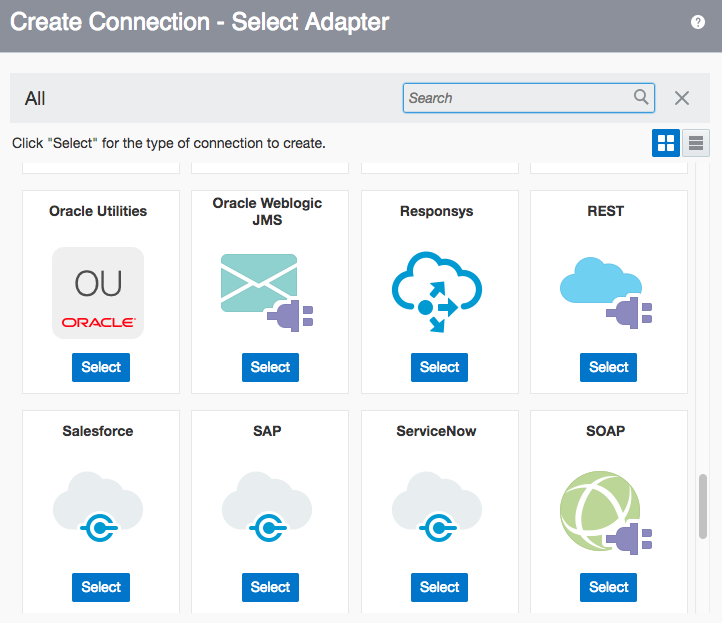 Create Connection - Select Adapter
?
All
Search
Click "Select" for the type of connection to create.
Oracle Utilities
Oracle Weblogic
JMS
Responsys
REST
OU
ORACLE
Select
Select
Select
Select
Salesforce
SAP
ServiceNow
SOAP
Select
Select
Select
Select